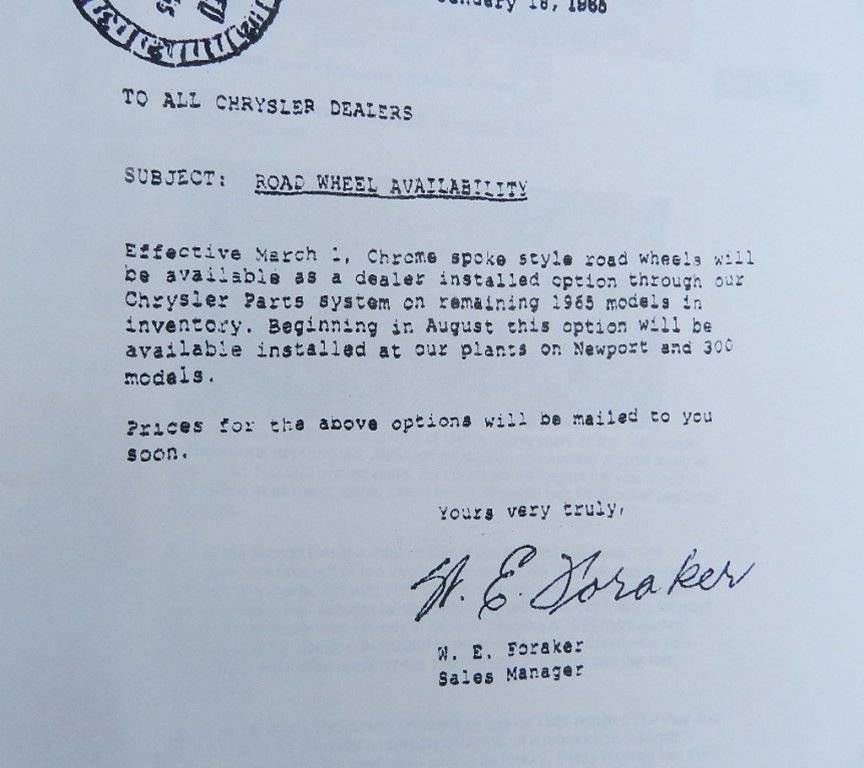 18, 1965
TO ALL CHRYSLER DEALERS
SUBJECT: ROAD WHEEL AVAILABILITY
Effective March 1, Chrome spoke style road wheels will
be available as a dealer installed option through our
Chrysler Parts system on remaining 1965 models in
inventory. Beginning in August this option will be
available installed at our plants on Newport and 300
models.
Prices for the above options will be mailed to you
soon.
Yours very truly,
W. E. Foraker
W. E. Foraker
Sales Manager